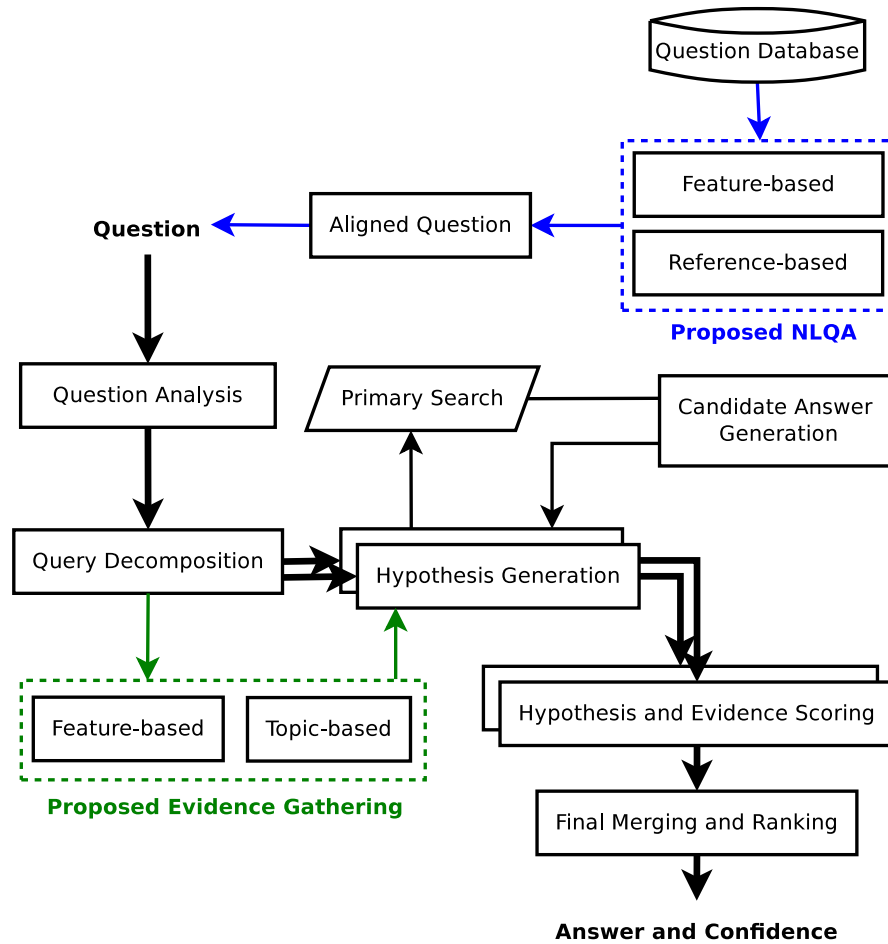 Question Database
Feature-based
Reference-based
Proposed NLQA
Aligned Question
Question
Question Analysis
Primary Search
Candidate Answer
Generation
Query Decomposition
Hypothesis Generation
Feature-based
Topic-based
Proposed Evidence Gathering
Hypothesis and Evidence Scoring
Final Merging and Ranking
Answer and Confidence